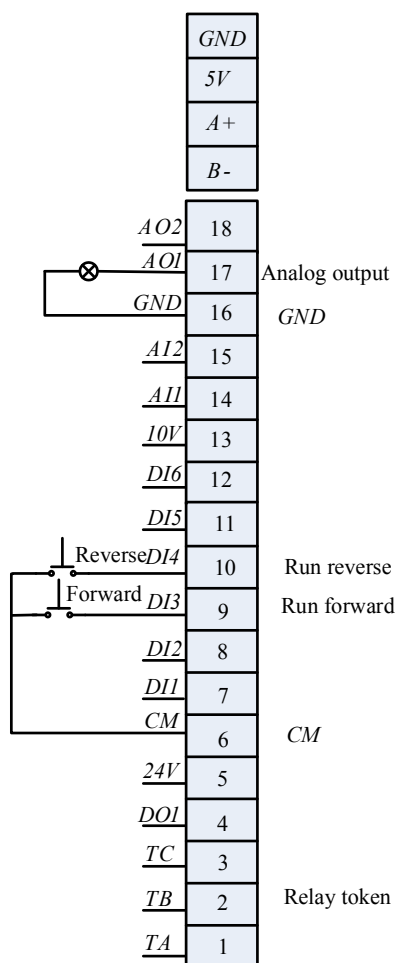 GND
5V
A+
B-
AO2 18
AO1 17 Analog output
GND 16 GND
AI2 15
AI1 14
10V 13
DI6 12
DI5 11
Reverse DI4 10 Run reverse
Forward DI3 9 Run forward
DI2 8
DI1 7
CM 6 CM
24V 5
DO1 4
TC 3
TB 2 Relay token
TA 1